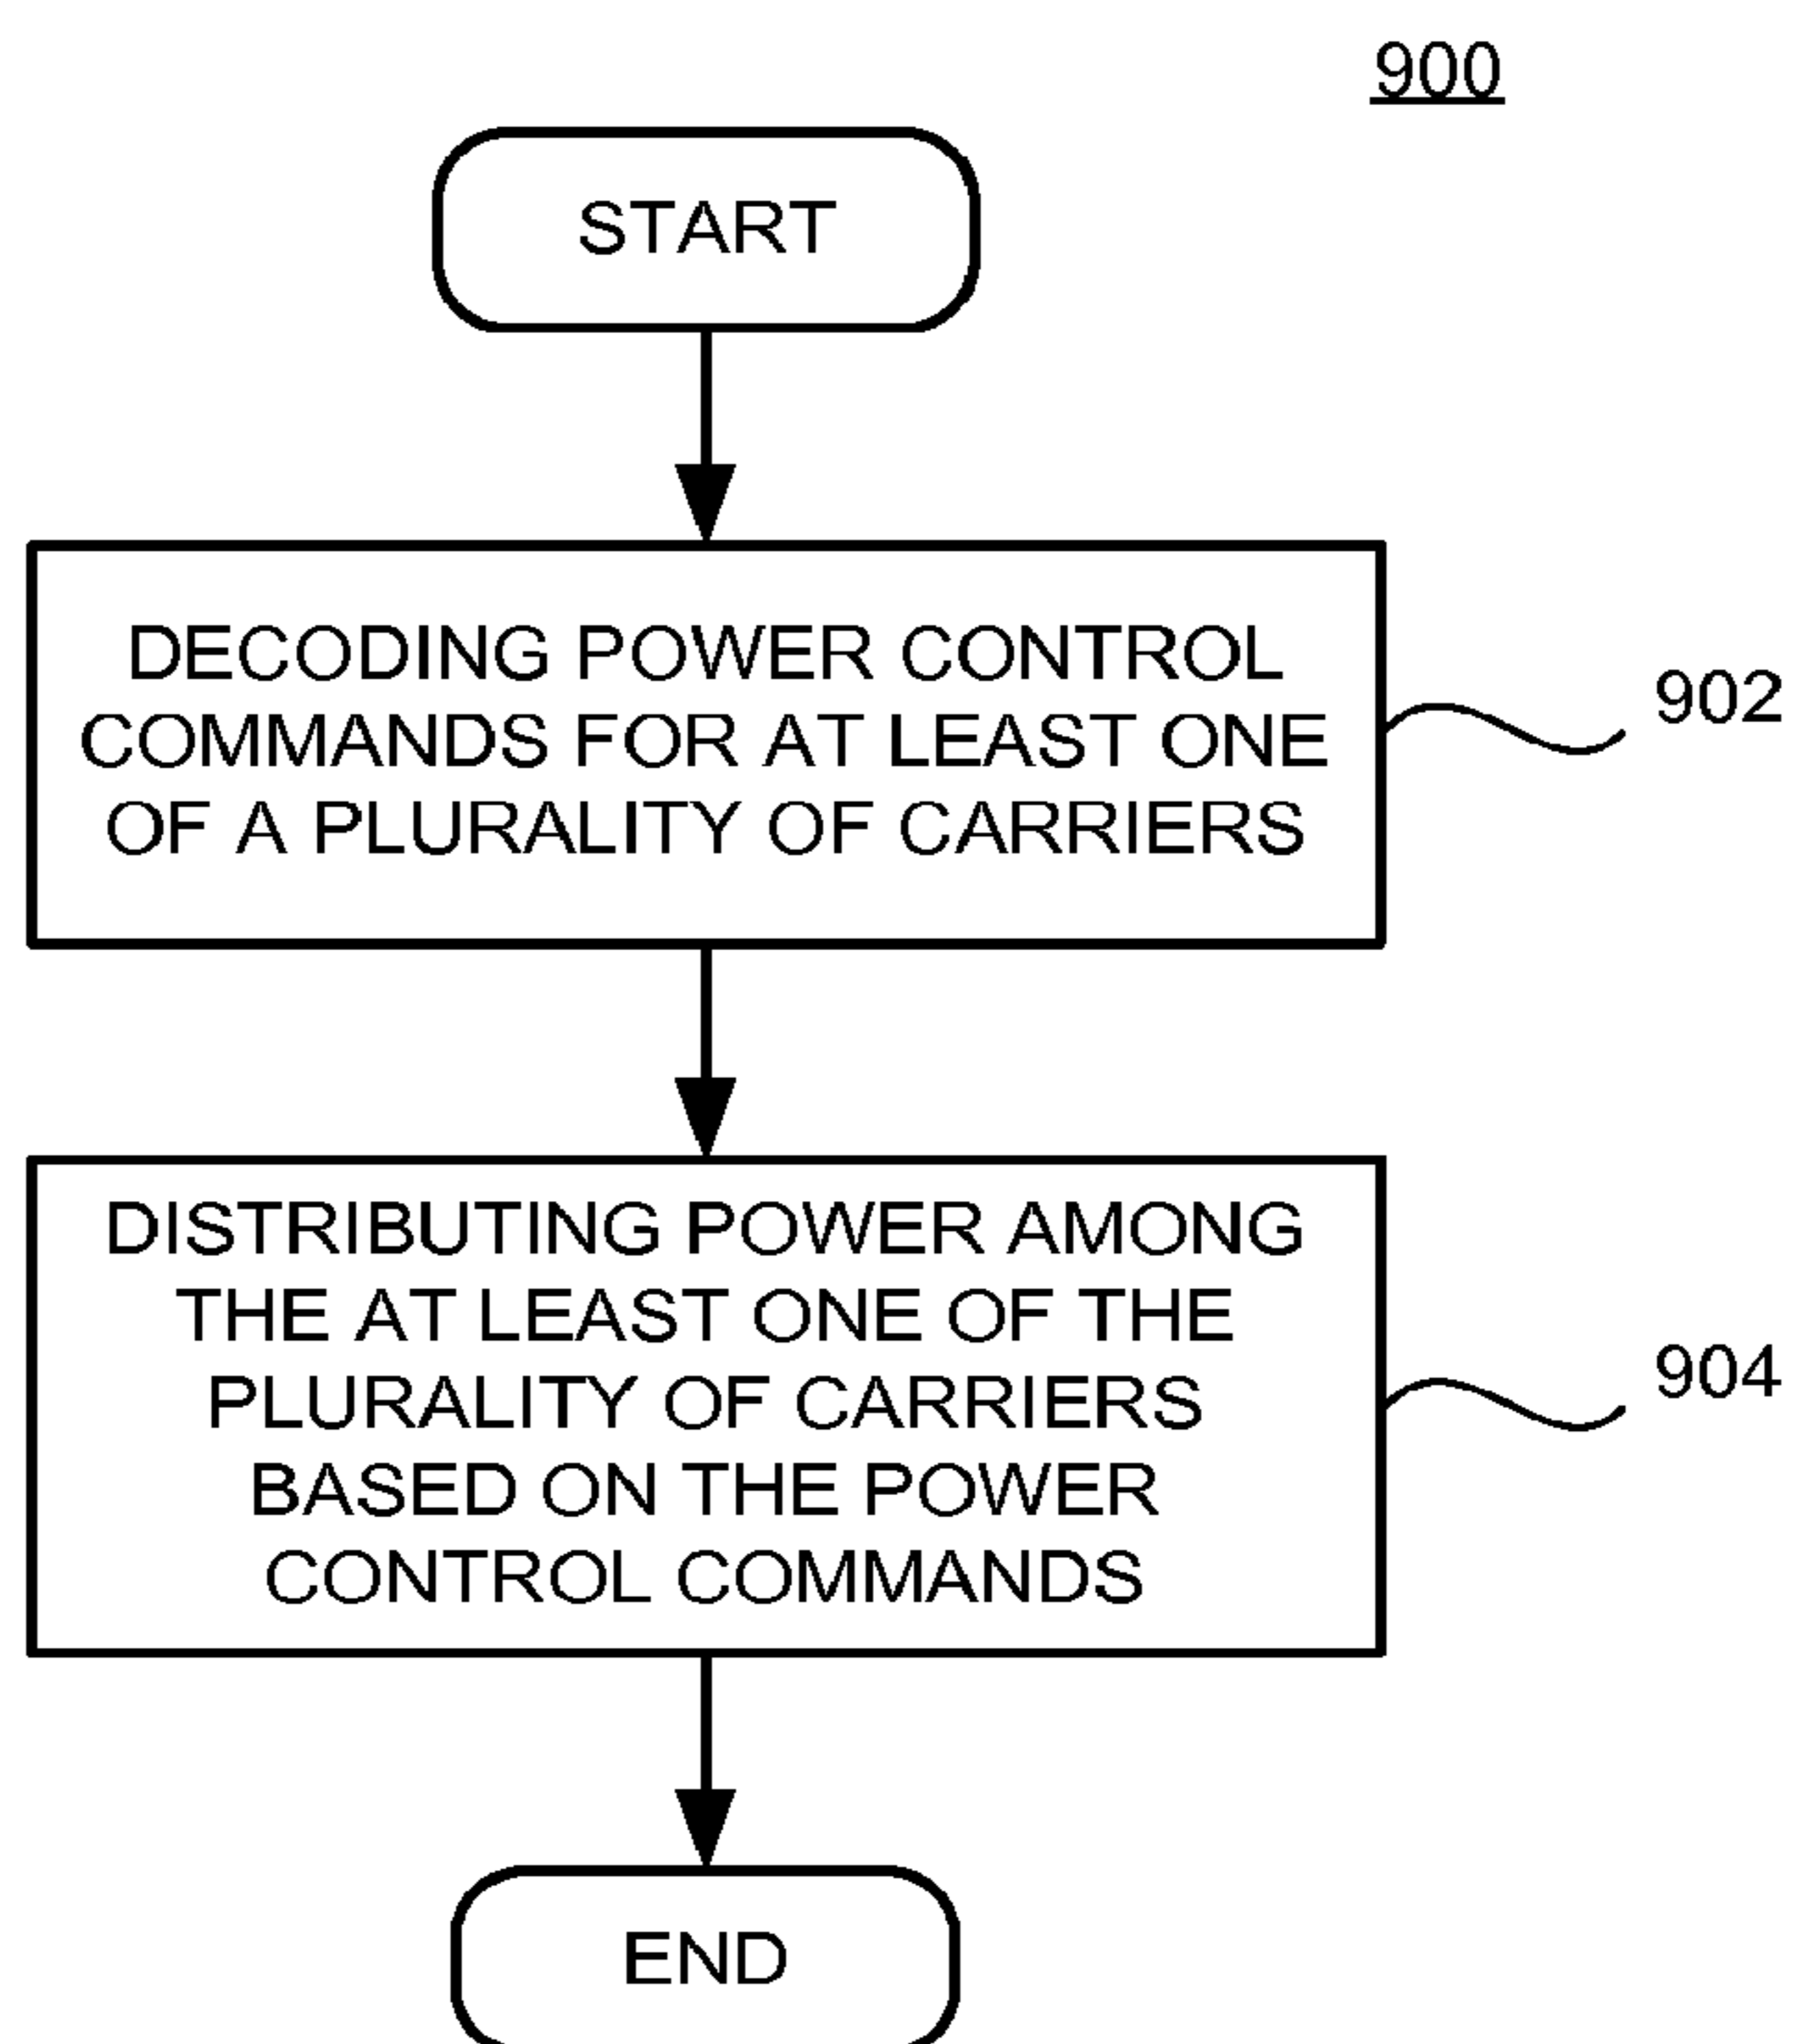 900
START
DECODING POWER CONTROL
COMMANDS FOR AT LEAST ONE
OF A PLURALITY OF CARRIERS
902
DISTRIBUTING POWER AMONG
THE AT LEAST ONE OF THE
PLURALITY OF CARRIERS
BASED ON THE POWER
CONTROL COMMANDS
904
END